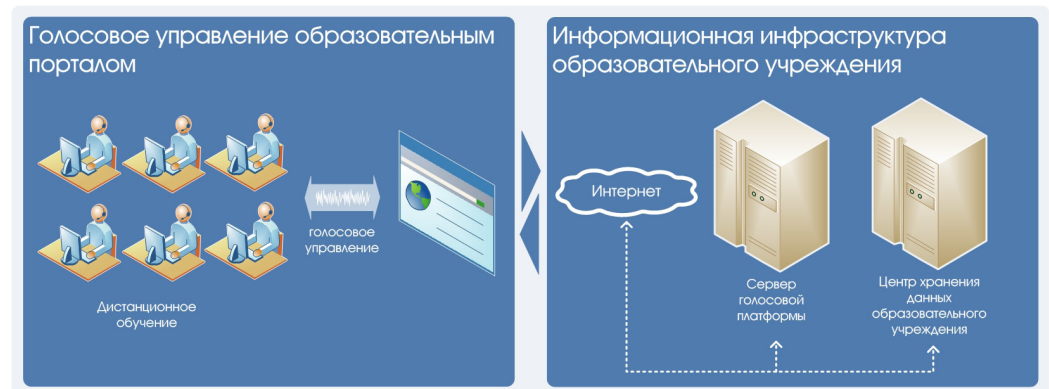 Голосовое управление образовательным
порталом
голосовое
управление
Дистанционное
обучение
Информационная инфраструктура
образовательного учреждения
Интернет
Сервер
голосовой
платформы
Центр хранения
данных
образовательного
учреждения